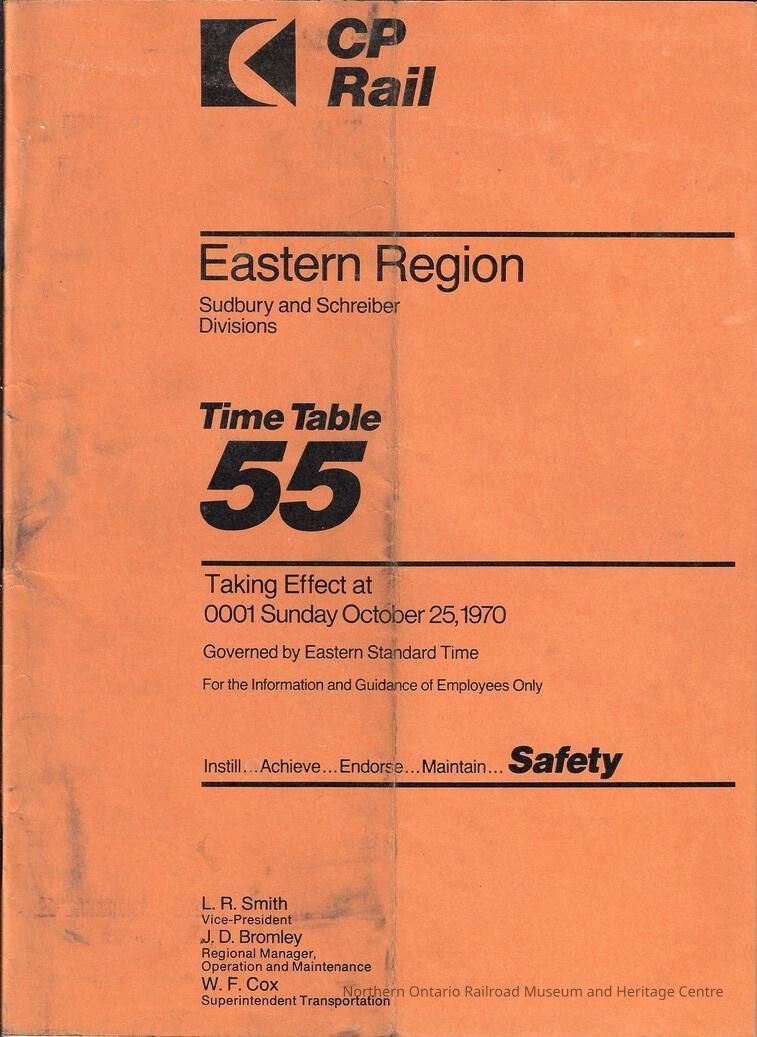 CP
Rail
Eastern Region
Sudbury and Schreiber
Divisions
Time Table
55
Taking Effect at
0001 Sunday October 25, 1970
Governed by Eastern Standard Time
For the Information and Guidance of Employees Only
Instill...Achieve...Endorse...Maintain... Safety
L. R. Smith
Vice-President
J. D. Bromley
Regional Manager,
Operation and Maintenance
W. F. Cox
Superintendent Transportation
Northern Ontario Railroad Museum and Heritage Centre